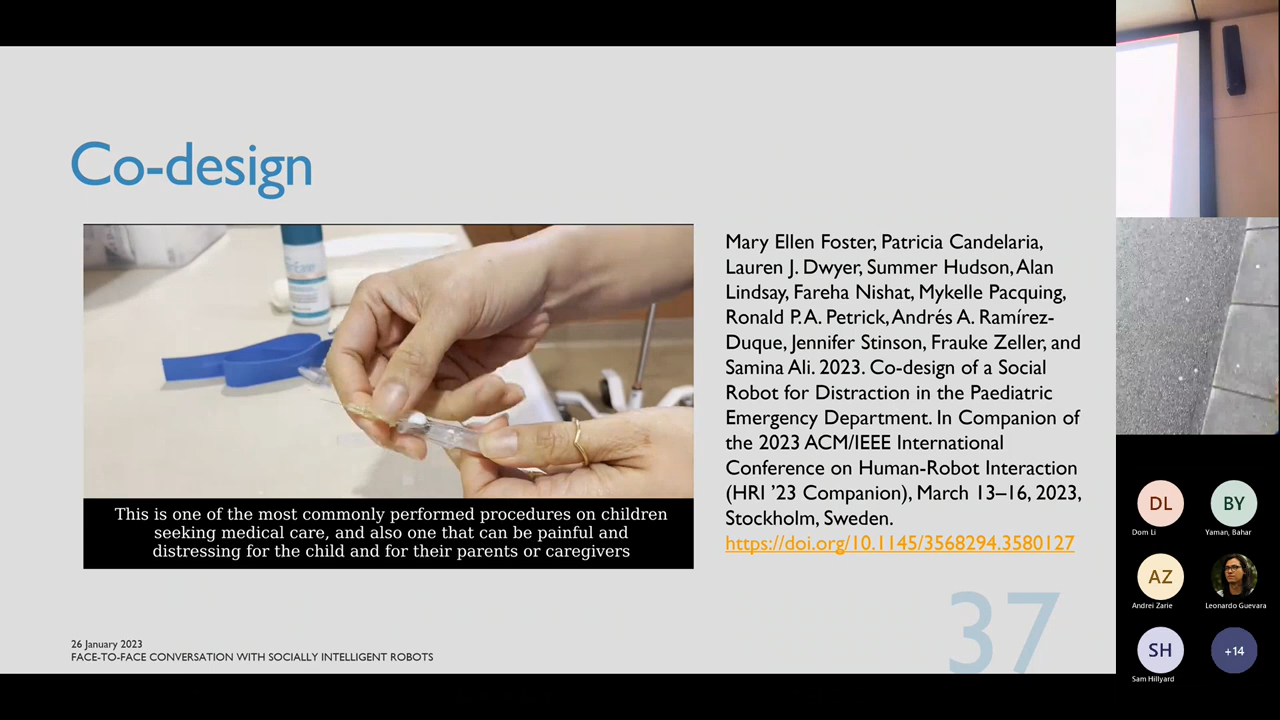 Co-design
This is one of the most commonly performed procedures on children
seeking medical care, and also one that can be painful and
distressing for the child and for their parents or caregivers
Mary Ellen Foster, Patricia Candelaria,
Lauren J. Dwyer, Summer Hudson, Alan
Lindsay, Fareha Nishat, Mykelle Pacquing,
Ronald P.A. Petrick, Andrés A. Ramírez-
Duque, Jennifer Stinson, Frauke Zeller, and
Samina Ali. 2023. Co-design of a Social
Robot for Distraction in the Paediatric
Emergency Department. In Companion of
the 2023 ACM/IEEE International
Conference on Human-Robot Interaction
(HRI ’23 Companion), March 13–16, 2023,
Stockholm, Sweden.
https://doi.org/10.1145/3568294.3580127
26 January 2023
FACE-TO-FACE CONVERSATION WITH SOCIALLY INTELLIGENT ROBOTS
37
DL
Dom Li
BY
Yaman, Bahar
AZ
Andrei Zarie
Leonardo Guevara
SH
Sam Hillyard
+14